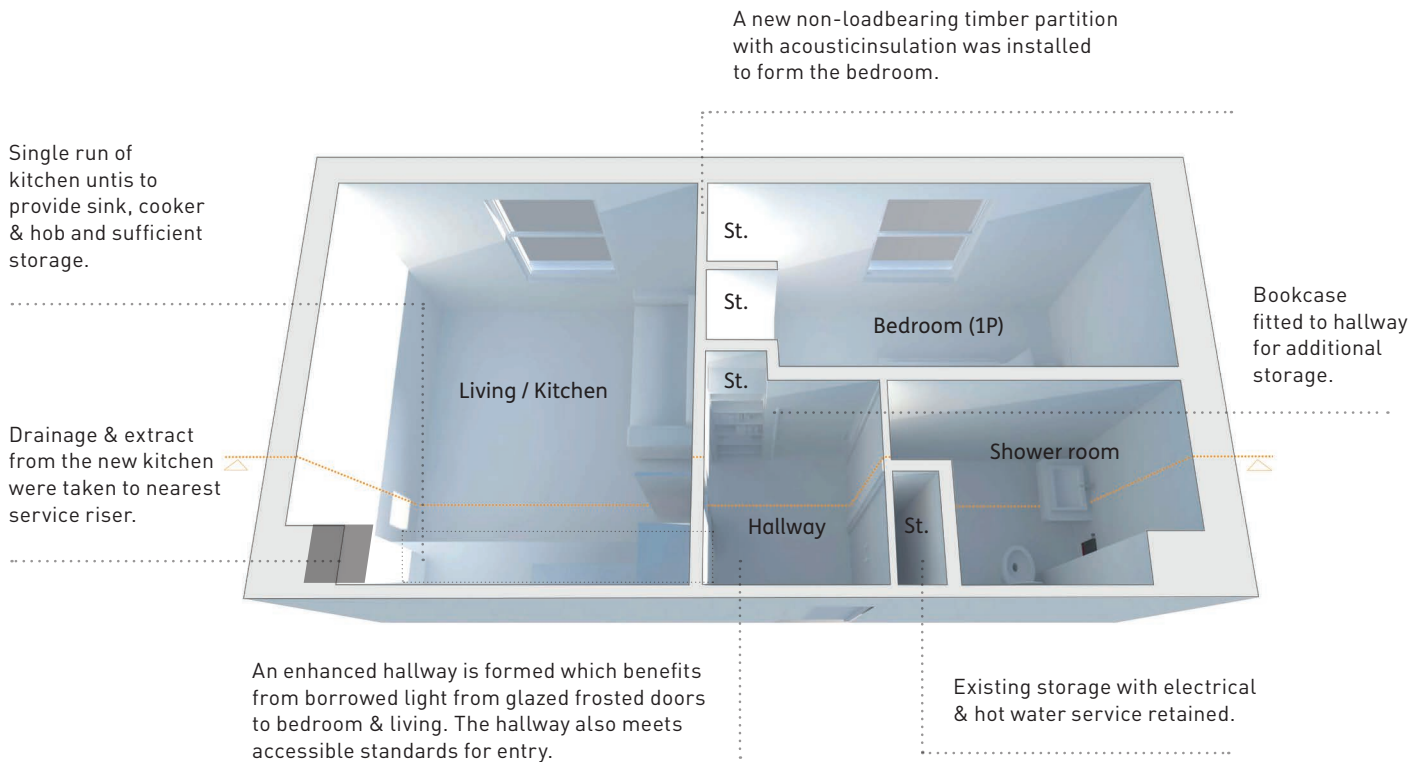 A new non-loadbearing timber partition
with acousticinsulation was installed
to form the bedroom.
Single run of
kitchen untis to
provide sink, cooker
& hob and sufficient
storage.
St.
St.
Bedroom (1P)
Bookcase
fitted to hallway
for additional
storage.
Living / Kitchen
St.
Drainage & extract
from the new kitchen
were taken to nearest
service riser.
Shower room
Hallway
St.
An enhanced hallway is formed which benefits
from borrowed light from glazed frosted doors
to bedroom & living. The hallway also meets
accessible standards for entry.
Existing storage with electrical
& hot water service retained.